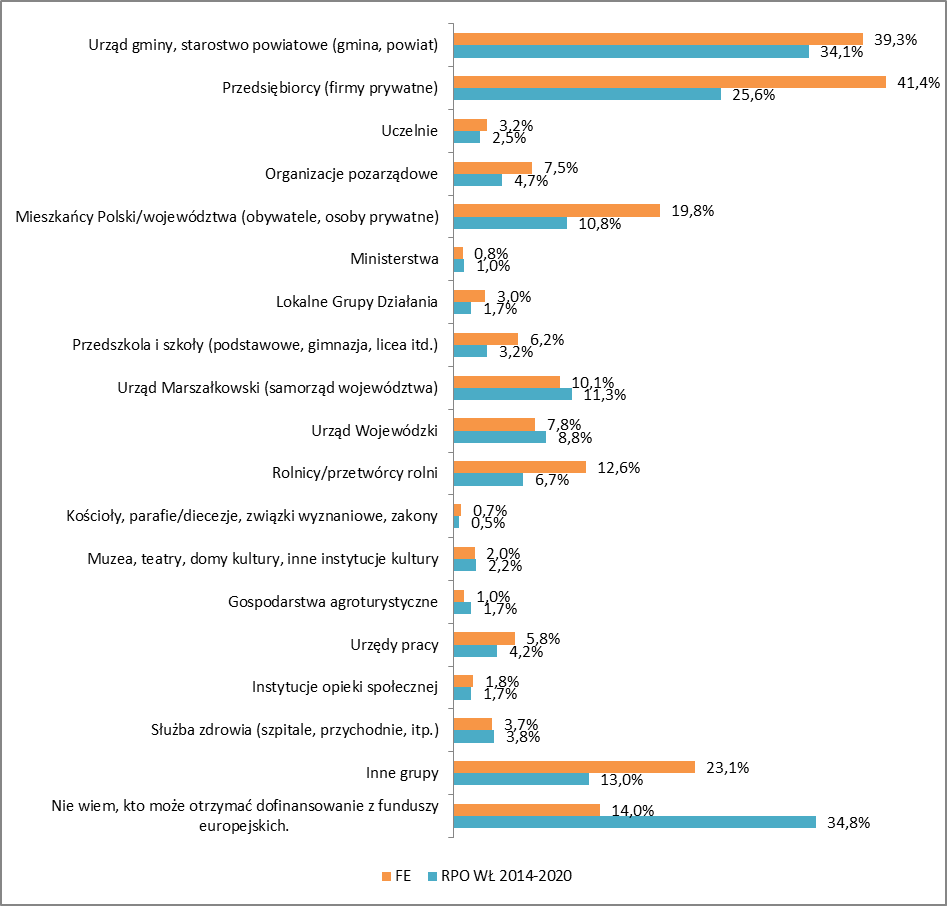 Urząd gminy, starostwo powiatowe (gmina, powiat)
39,3%
34,1%
Przedsiębiorcy (firmy prywatne)
41,4%
25,6%
Uczelnie
3,2%
2,5%
Organizacje pozarządowe
7,5%
4,7%
Mieszkańcy Polski/województwa (obywatele, osoby prywatne)
19,8%
10,8%
Ministerstwa
0,8%
1,0%
Lokalne Grupy Działania
3,0%
1,7%
Przedszkola i szkoły (podstawowe, gimnazja, licea itd.)
6,2%
3,2%
Urząd Marszałkowski (samorząd województwa)
10,1%
11,3%
Urząd Wojewódzki
7,8%
8,8%
Rolnicy/przetwórcy rolni
12,6%
6,7%
Kościoły, parafie/diecezje, związki wyznaniowe, zakony
0,7%
0,5%
Muzea, teatry, domy kultury, inne instytucje kultury
2,0%
2,2%
Gospodarstwa agroturystyczne
1,0%
1,7%
Urzędy pracy
5,8%
4,2%
Instytucje opieki społecznej
1,8%
1,7%
Służba zdrowia (szpitale, przychodnie, itp.)
3,7%
3,8%
Inne grupy
23,1%
13,0%
Nie wiem, kto może otrzymać dofinansowanie z funduszy
europejskich.
14,0%
34,8%
FE
RPO WŁ 2014-2020